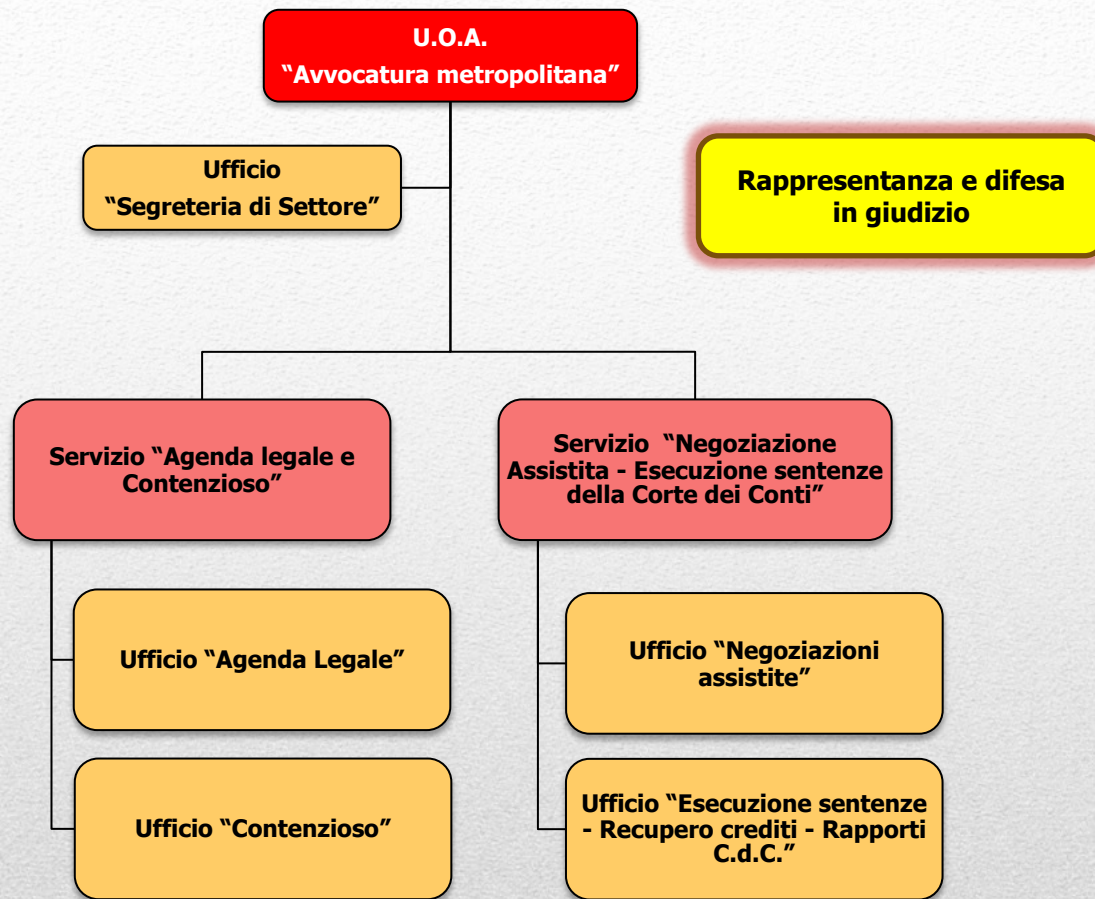 U.O.A.
“Avvocatura metropolitana”
Ufficio
“Segreteria di Settore”
Rappresentanza e difesa
in giudizio
Servizio “Agenda legale e
Contenzioso”
Servizio “Negoziazione
Assistita - Esecuzione sentenze
della Corte dei Conti”
Ufficio “Agenda Legale”
Ufficio “Negoziazioni
assistite”
Ufficio “Contenzioso”
Ufficio “Esecuzione sentenze
- Recupero crediti - Rapporti
C.d.C.”